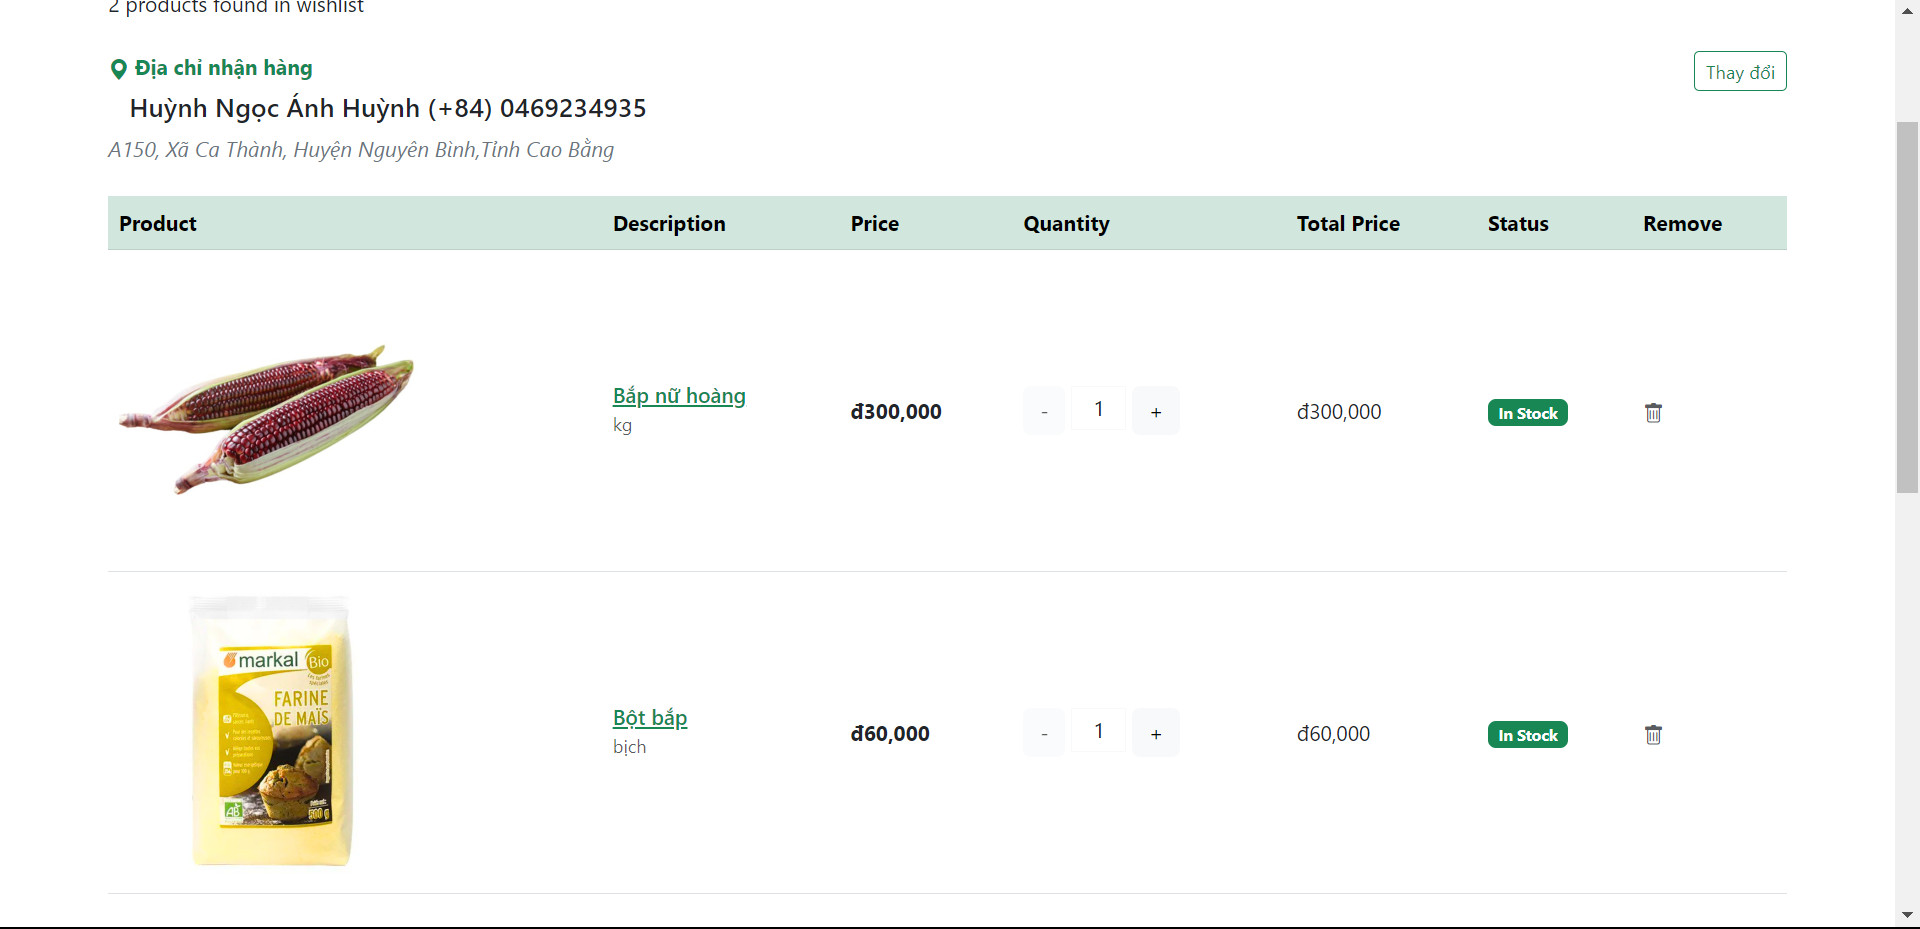 2 products found in wishlist
Địa chỉ nhận hàng
Thay đổi
Huỳnh Ngọc Ánh Huỳnh (+84) 0469234935
A150, Xã Ca Thành, Huyện Nguyên Bình,Tỉnh Cao Bằng
Product Description Price Quantity Total Price Status Remove
Bắp nữ hoàng
kg
đ300,000 - 1 + đ300,000 In Stock
markal Bio
FARINE
DE MAÏS
AB
500 g
Bột bắp
bịch
đ60,000 - 1 + đ60,000 In Stock